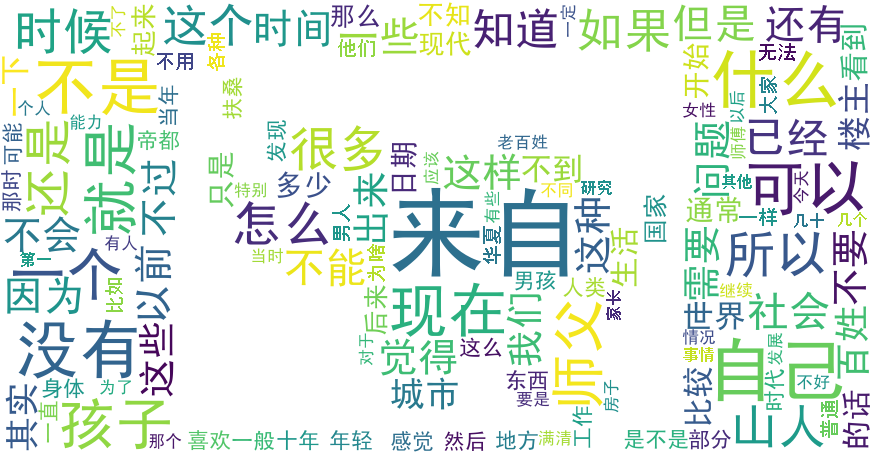 时候
这个
时间
那么
一些
不知
现代
他们
知道
一定
如果
但是
还有
不了
起来
不用
各种
一下
不是
扶桑
当年
个人
能力
帝都
可能
那时
还是
就是
不过
不会
有人
第一
一个
因为
以前
比如
没有
这些
其实
身体
为了
一直
孩子
那个
喜欢
一般
十年
年轻
感觉
然后
地方
满清
工作
是不是
部分
发现
很多
只是
特别
多少
日期
老百姓
应该
这样
不到
怎么
出来
男人
有些
华夏
不同
研究
这种
国家
来自
当时
不能
为啥
后来
现在
我们
男孩
人类
生活
家长
对于
觉得
这么
师父
城市
东西
要是
房子
什么
开始
无法
大家
看到
楼主
女性
师傅
以后
问题
已经
通常
其他
可以
今天
一样
几十
几个
需要
所以
不要
继续
世界
社会
百姓
情况
事情
自己
发展
时代
不好
比较
山人
普通
的话